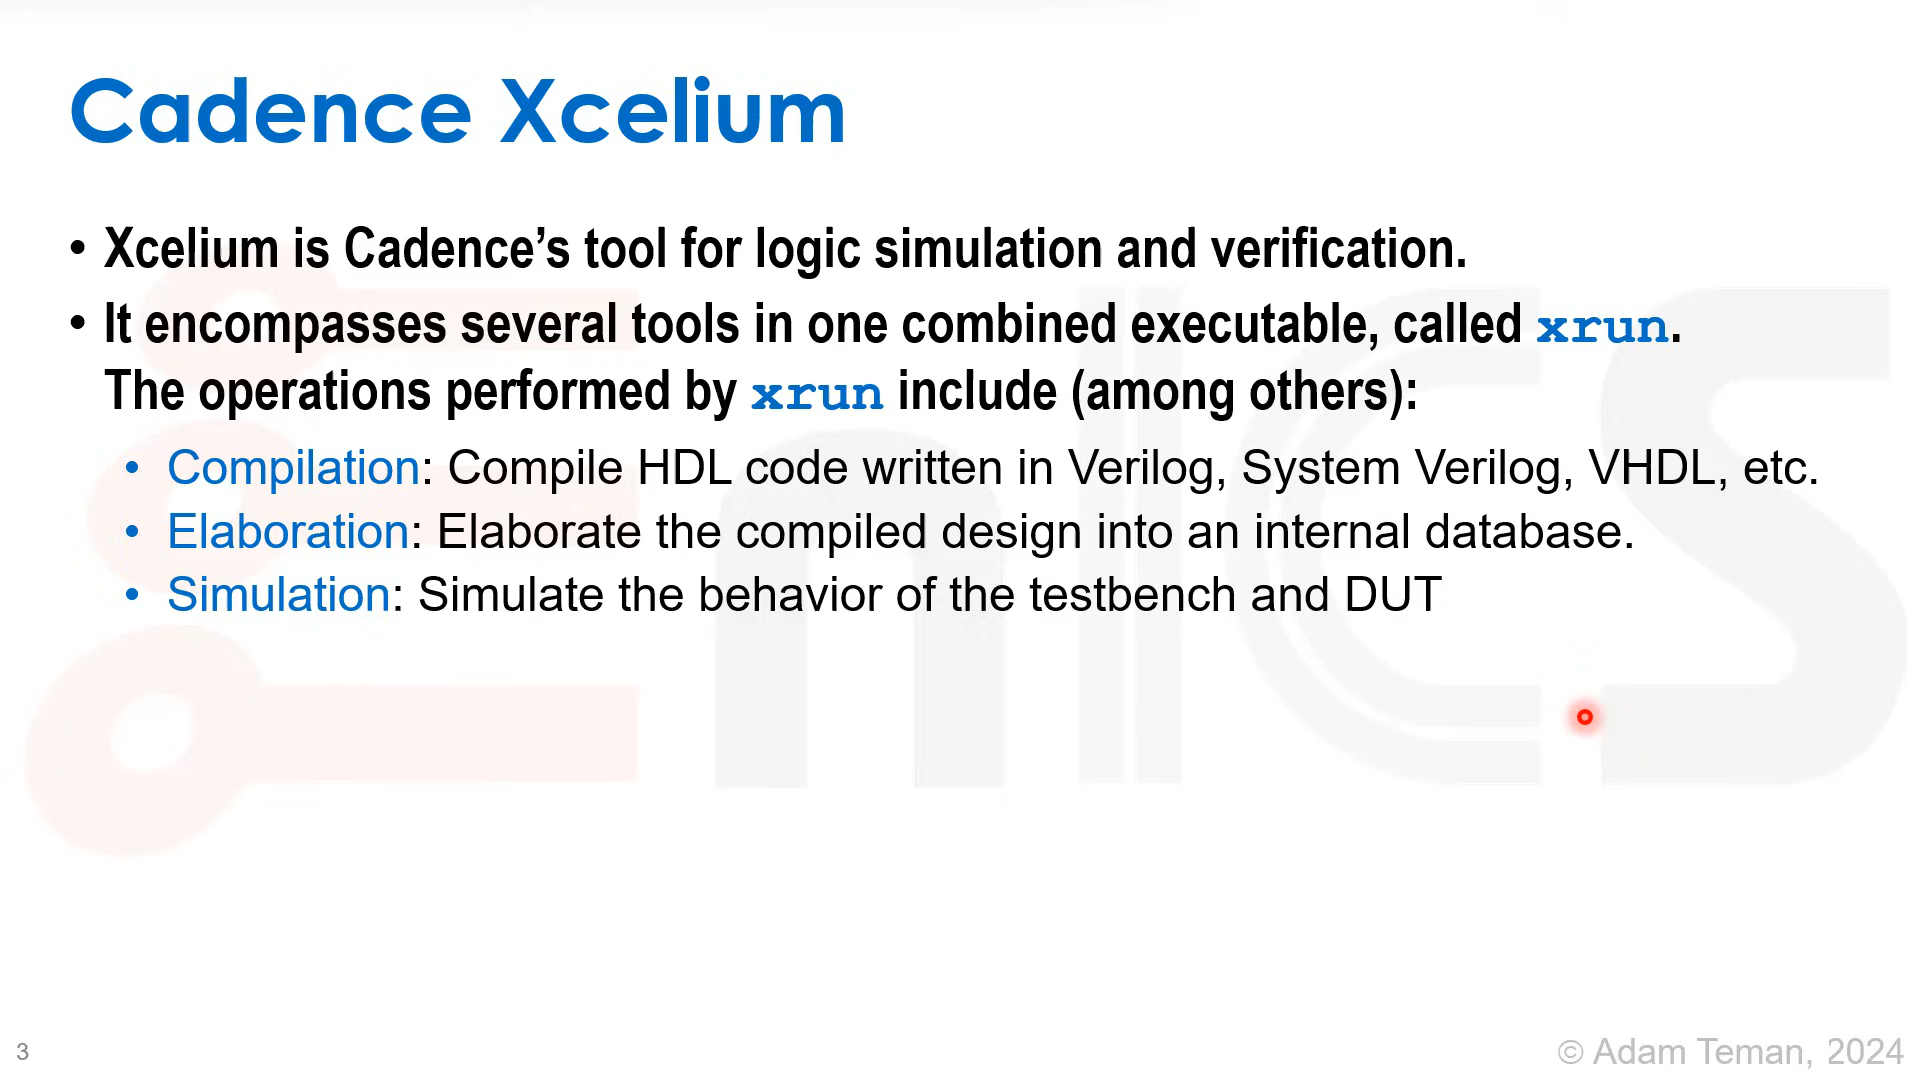 Cadence Xcelium
• Xcelium is Cadence’s tool for logic simulation and verification.
• It encompasses several tools in one combined executable, called xrun.
The operations performed by xrun include (among others):
• Compilation: Compile HDL code written in Verilog, System Verilog, VHDL, etc.
• Elaboration: Elaborate the compiled design into an internal database.
• Simulation: Simulate the behavior of the testbench and DUT
nICS
3
© Adam Teman, 2024